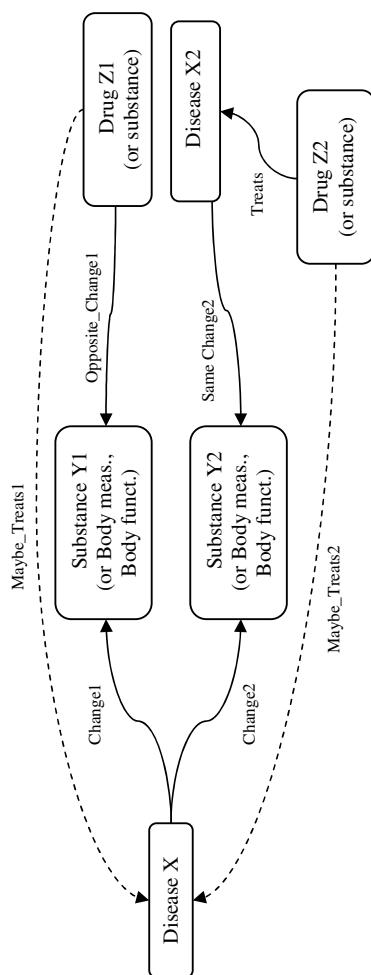 Maybe_Treats1
Disease X
Change1
Substance Y1
(or Body meas.,
Body funct.)
Opposite_Change1
Drug Z1
(or substance)
Change2
Substance Y2
(or Body meas.,
Body funct.)
Same Change2
Disease X2
Treats
Drug Z2
(or substance)
Maybe_Treats2